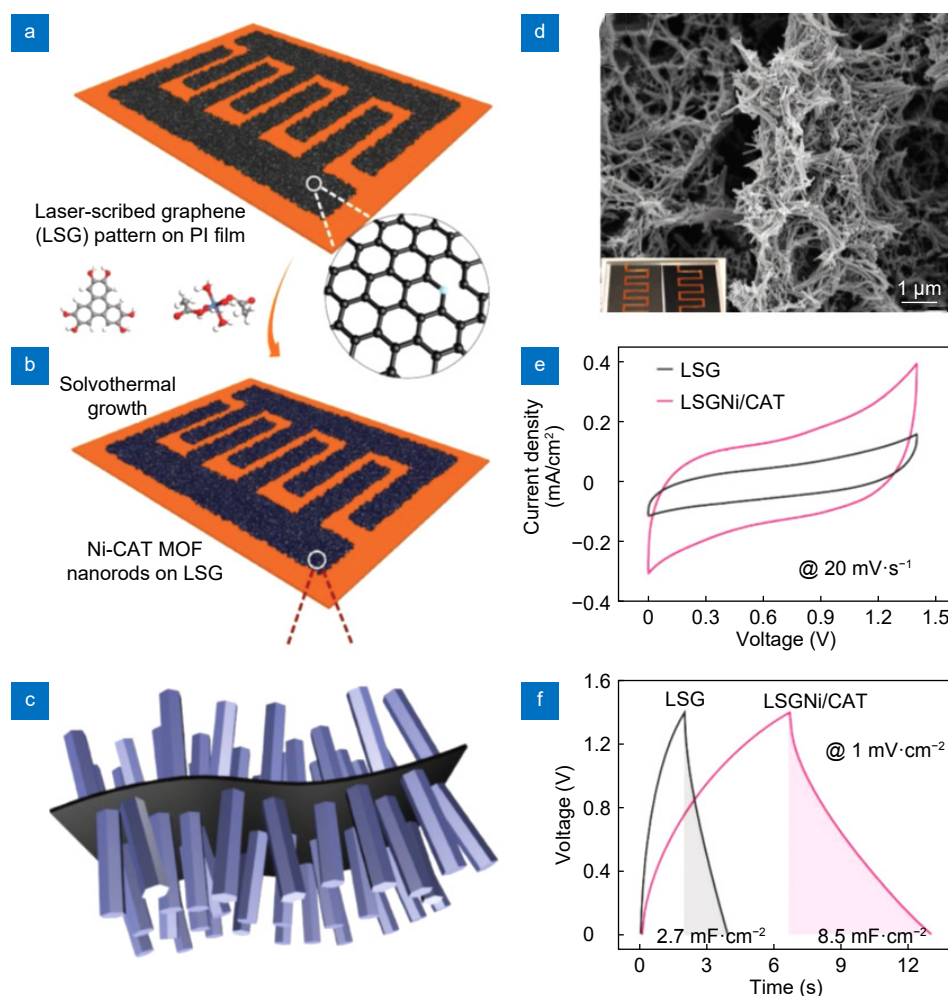 a
Laser-scribed graphene
(LSG) pattern on PI film
b
Solvothermal
growth
Ni-CAT MOF
nanorods on LSG
c
d
1 μm
e
LSG
LSGNi/CAT
0.4
0.2
0
−0.2
−0.4
Current density
(mA/cm²)
@ 20 mV·s⁻¹
0 0.3 0.6 0.9 1.2 1.5
Voltage (V)
f
LSG LSGNi/CAT
@ 1 mV·cm⁻²
1.6
1.2
0.8
0.4
0
Voltage (V)
2.7 mF·cm⁻² 8.5 mF·cm⁻²
0 3 6 9 12
Time (s)